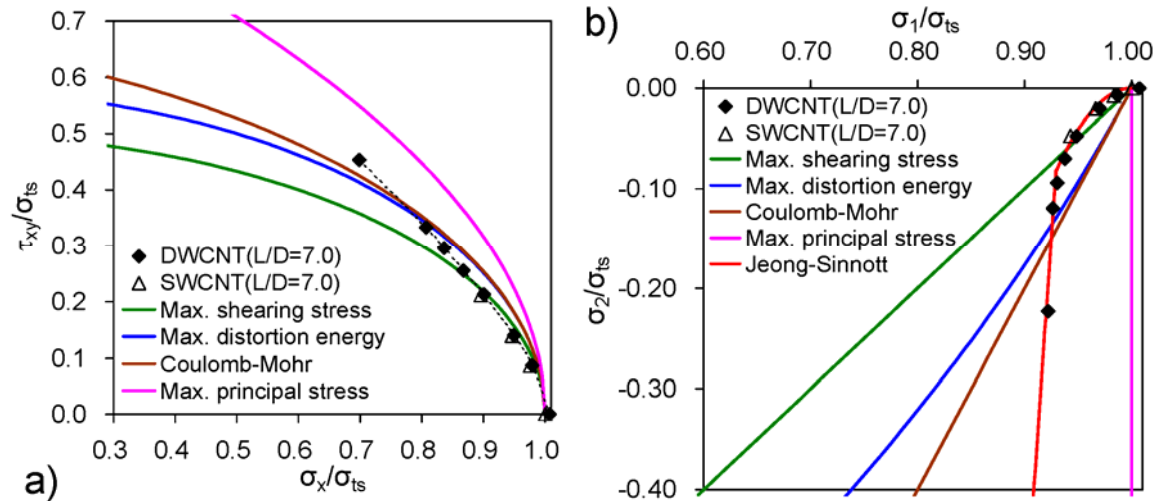 a)
τxy/σts
0.7
0.6
0.5
0.4
0.3
0.2
0.1
0.0
DWCNT(L/D=7.0)
SWCNT(L/D=7.0)
Max. shearing stress
Max. distortion energy
Coulomb-Mohr
Max. principal stress
0.3 0.4 0.5 0.6 0.7 0.8 0.9 1.0
σx/σts
b)
σ1/σts
0.60 0.70 0.80 0.90 1.00
σ2/σts
0.00
-0.10
-0.20
-0.30
-0.40
DWCNT(L/D=7.0)
SWCNT(L/D=7.0)
Max. shearing stress
Max. distortion energy
Coulomb-Mohr
Max. principal stress
Jeong-Sinnott